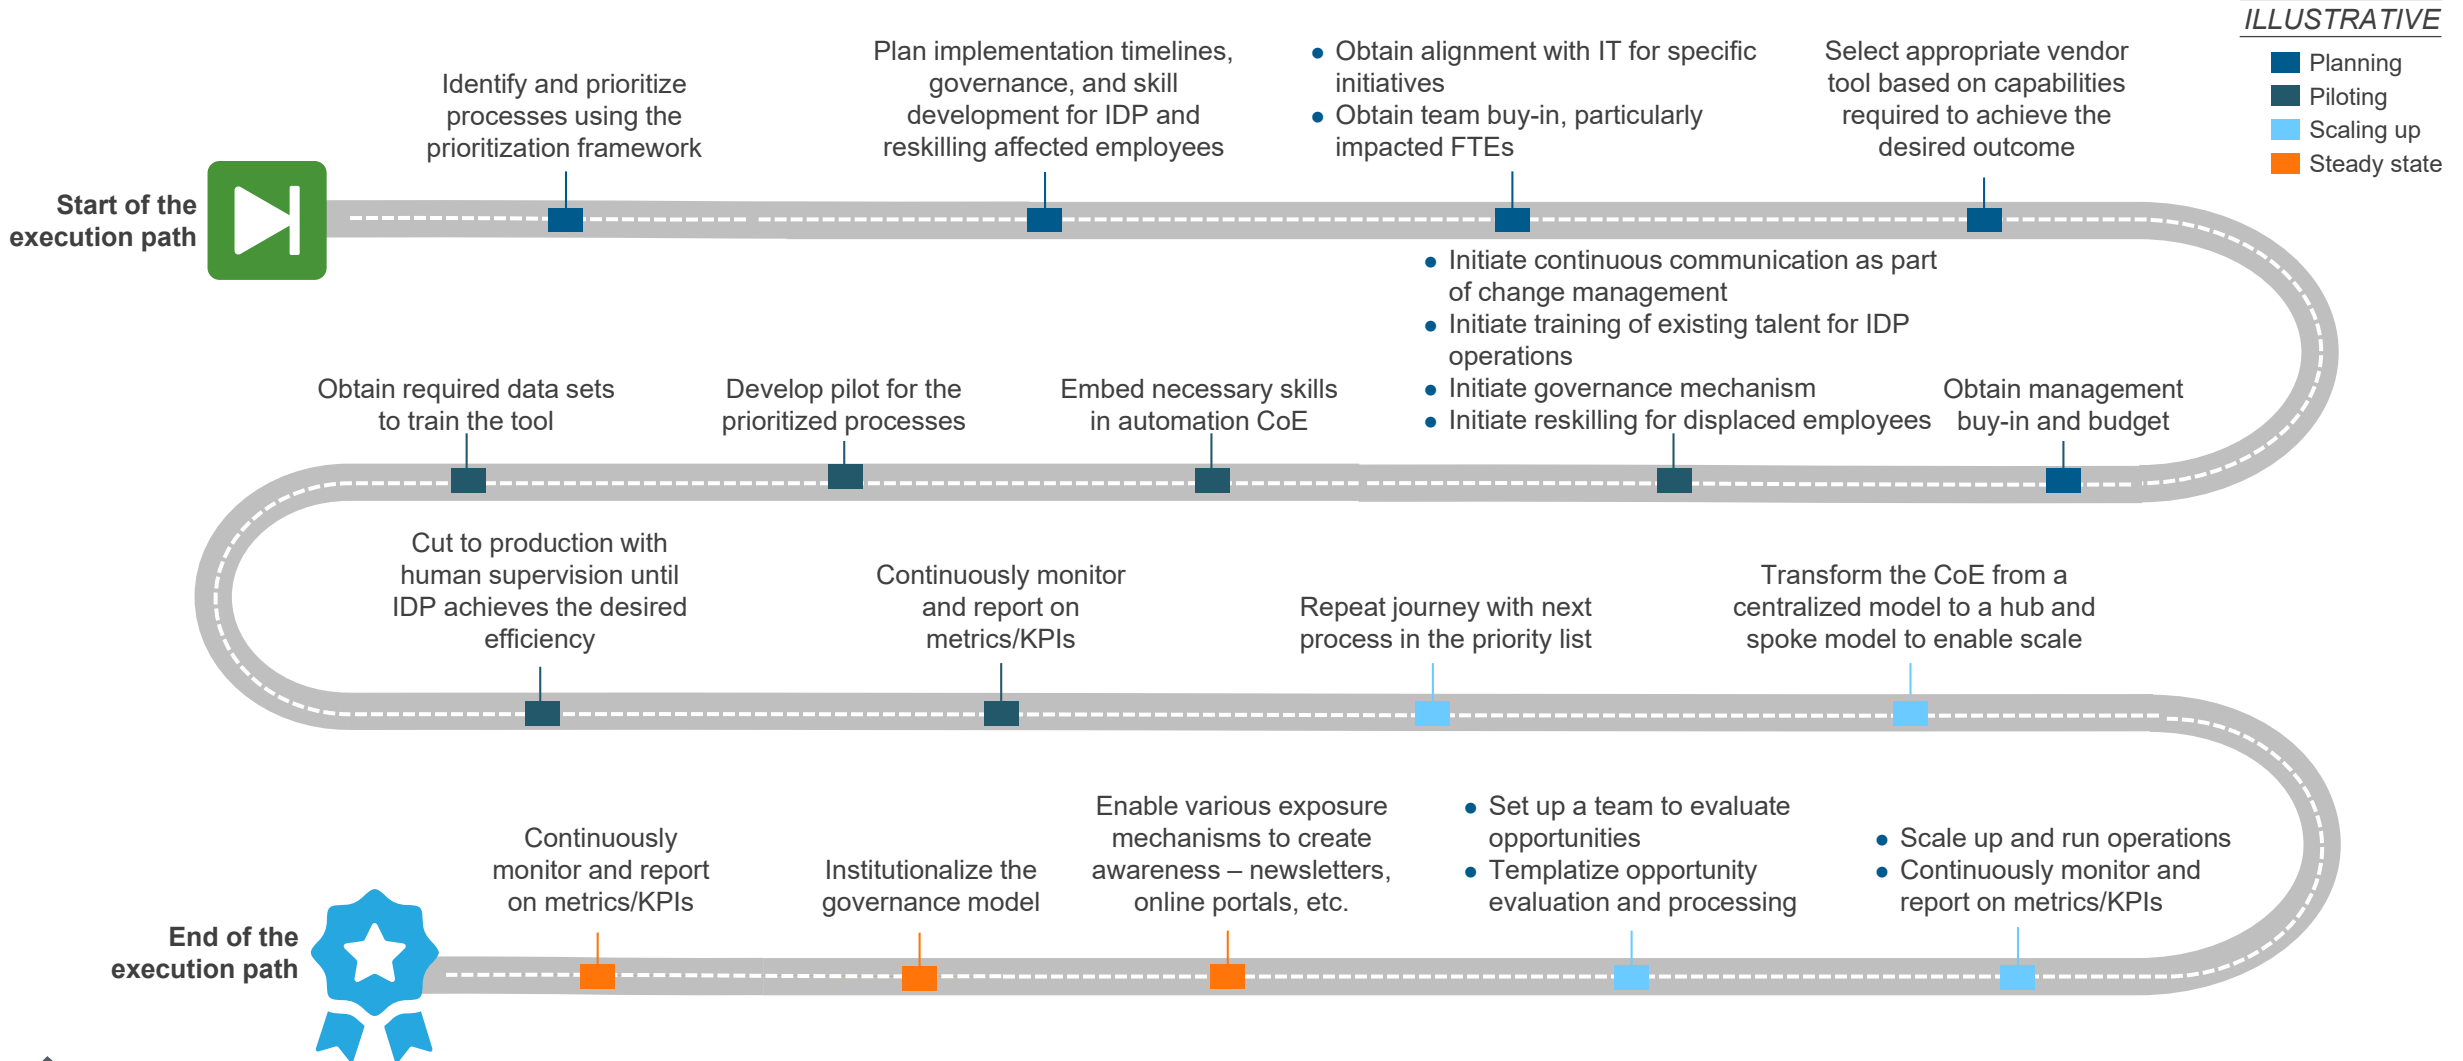 ILLUSTRATIVE
Planning
Piloting
Scaling up
Steady state
Start of the
execution path
Identify and prioritize
processes using the
prioritization framework
Plan implementation timelines,
governance, and skill
development for IDP and
reskilling affected employees
• Obtain alignment with IT for specific
initiatives
• Obtain team buy-in, particularly
impacted FTEs
Select appropriate vendor
tool based on capabilities
required to achieve the
desired outcome
Obtain management
buy-in and budget
• Initiate continuous communication as part
of change management
• Initiate training of existing talent for IDP
operations
• Initiate governance mechanism
• Initiate reskilling for displaced employees
Embed necessary skills
in automation CoE
Develop pilot for the
prioritized processes
Obtain required data sets
to train the tool
Cut to production with
human supervision until
IDP achieves the desired
efficiency
Continuously monitor
and report on
metrics/KPIs
Repeat journey with next
process in the priority list
Transform the CoE from a
centralized model to a hub and
spoke model to enable scale
• Scale up and run operations
• Continuously monitor and
report on metrics/KPIs
• Set up a team to evaluate
opportunities
• Templatize opportunity
evaluation and processing
Enable various exposure
mechanisms to create
awareness – newsletters,
online portals, etc.
Institutionalize the
governance model
Continuously
monitor and report
on metrics/KPIs
End of the
execution path